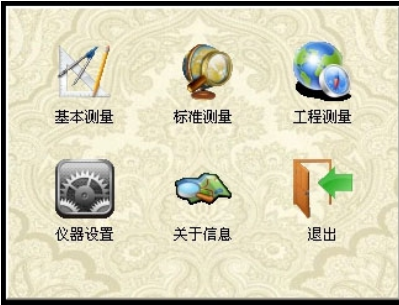 基本测量
标准测量
工程测量
仪器设置
关于信息
退出